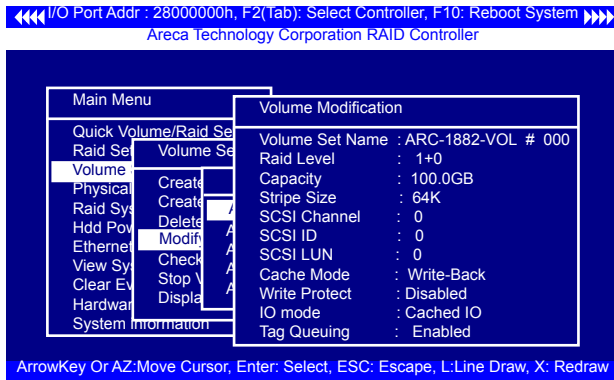 I/O Port Addr : 28000000h, F2(Tab): Select Controller, F10: Reboot System
Areca Technology Corporation RAID Controller
Main Menu
Quick Volume/Raid Se
Raid Set
Volume
Physical
Raid Sys
Hdd Pow
Ethernet
View Sys
Clear Ev
Hardwar
System Information
Volume Se
Create
Create
Delete
Modify
Check
Stop V
Displa
A
A
A
A
A
Volume Modification
Volume Set Name : ARC-1882-VOL # 000
Raid Level : 1+0
Capacity : 100.0GB
Stripe Size : 64K
SCSI Channel : 0
SCSI ID : 0
SCSI LUN : 0
Cache Mode : Write-Back
Write Protect : Disabled
IO mode : Cached IO
Tag Queuing : Enabled
ArrowKey Or AZ:Move Cursor, Enter: Select, ESC: Escape, L:Line Draw, X: Redraw